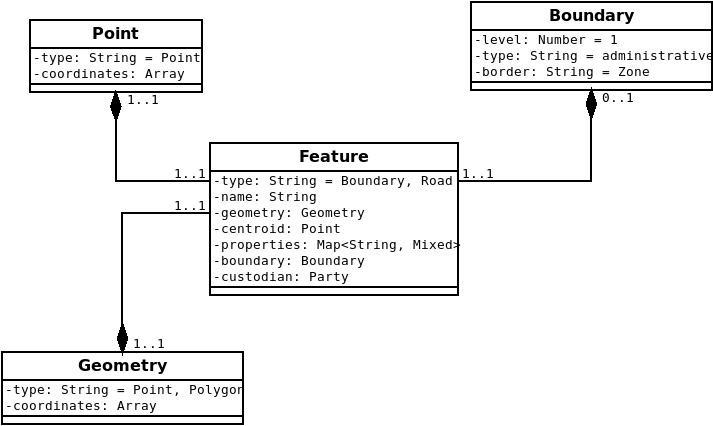 Point
-type: String = Point
-coordinates: Array
1..1
Boundary
-level: Number = 1
-type: String = administrative
-border: String = Zone
0..1
Feature
-type: String = Boundary, Road
-name: String
-geometry: Geometry
-centroid: Point
-properties: Map<String, Mixed>
-boundary: Boundary
-custodian: Party
1..1
1..1
1..1
1..1
Geometry
-type: String = Point, Polygon
-coordinates: Array